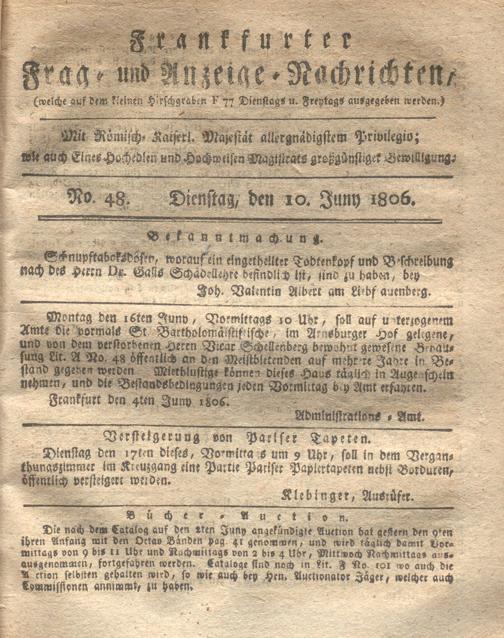 Frankfurter
Frag- und Anzeige-Nachrichten,
(welche auf dem kleinen Hirschgraben F 77 Dienstags u. Freytags ausgegeben werden.)
Mit Römisch-Kaiserl. Majestät allergnädigstem Privilegio;
wie auch Eines Hochedlen und Hochweisen Magistrats großgünstiger Bewilligung.
No. 48. Dienstag, den 10. Juny 1806.
Bekanntmachung.
Schnupftaboksdosen, worauf ein eingetheilter Todtenkopf und Beschreibung
nach des Herrn Dr. Galls Schädellehre befindlich ist, sind zu haben, bey
Joh. Valentin Albert am Liebfrauenberg.
Montag den 16ten Juny, Vormittags 10 Uhr, soll auf unterzogenem
Amte die vormals St. Bartholomäistiftische, im Arnsburger Hof gelegene,
und von dem verstorbenen Herrn Vicar Schellenberg bewohnt gewesene Behau-
sung Lit. A No. 48 öffentlich an den Meistbietenden auf mehrere Jahre in Be-
stand gegeben werden. Miethlustige können dieses Haus täglich in Augenschein
nehmen, und die Bestandsbedingungen jeden Vormittag bey Amt erfahren.
Frankfurt den 4ten Juny 1806.
Administrations-Amt.
Versteigerung von Pariser Tapeten.
Dienstag den 17ten dieses, Vormittags um 9 Uhr, soll in dem Vergan-
thungszimmer im Kreuzgang eine Partie Pariser Papiertapeten nebst Borduren,
öffentlich versteigert werden.
Klebinger, Ausrüfer.
Bücher-Auction.
Die nach dem Catalog auf den 2ten Juny angekündigte Auction hat gestern den 9ten
ihren Anfang mit den Octav Bänden pag. 41 genommen, und wird täglich damit Vor-
mittags von 9 bis 11 Uhr und Nachmittags von 2 bis 4 Uhr, Mittwoch Nachmittags aus-
ausgenommen, fortgefahren werden. Cataloge sind noch in Lit. F No. 101 wo auch die
Auction selbsten gehalten wird, so wie auch bey Hrn. Auctionator Jäger, welcher auch
Commissionen annimmt, zu haben.